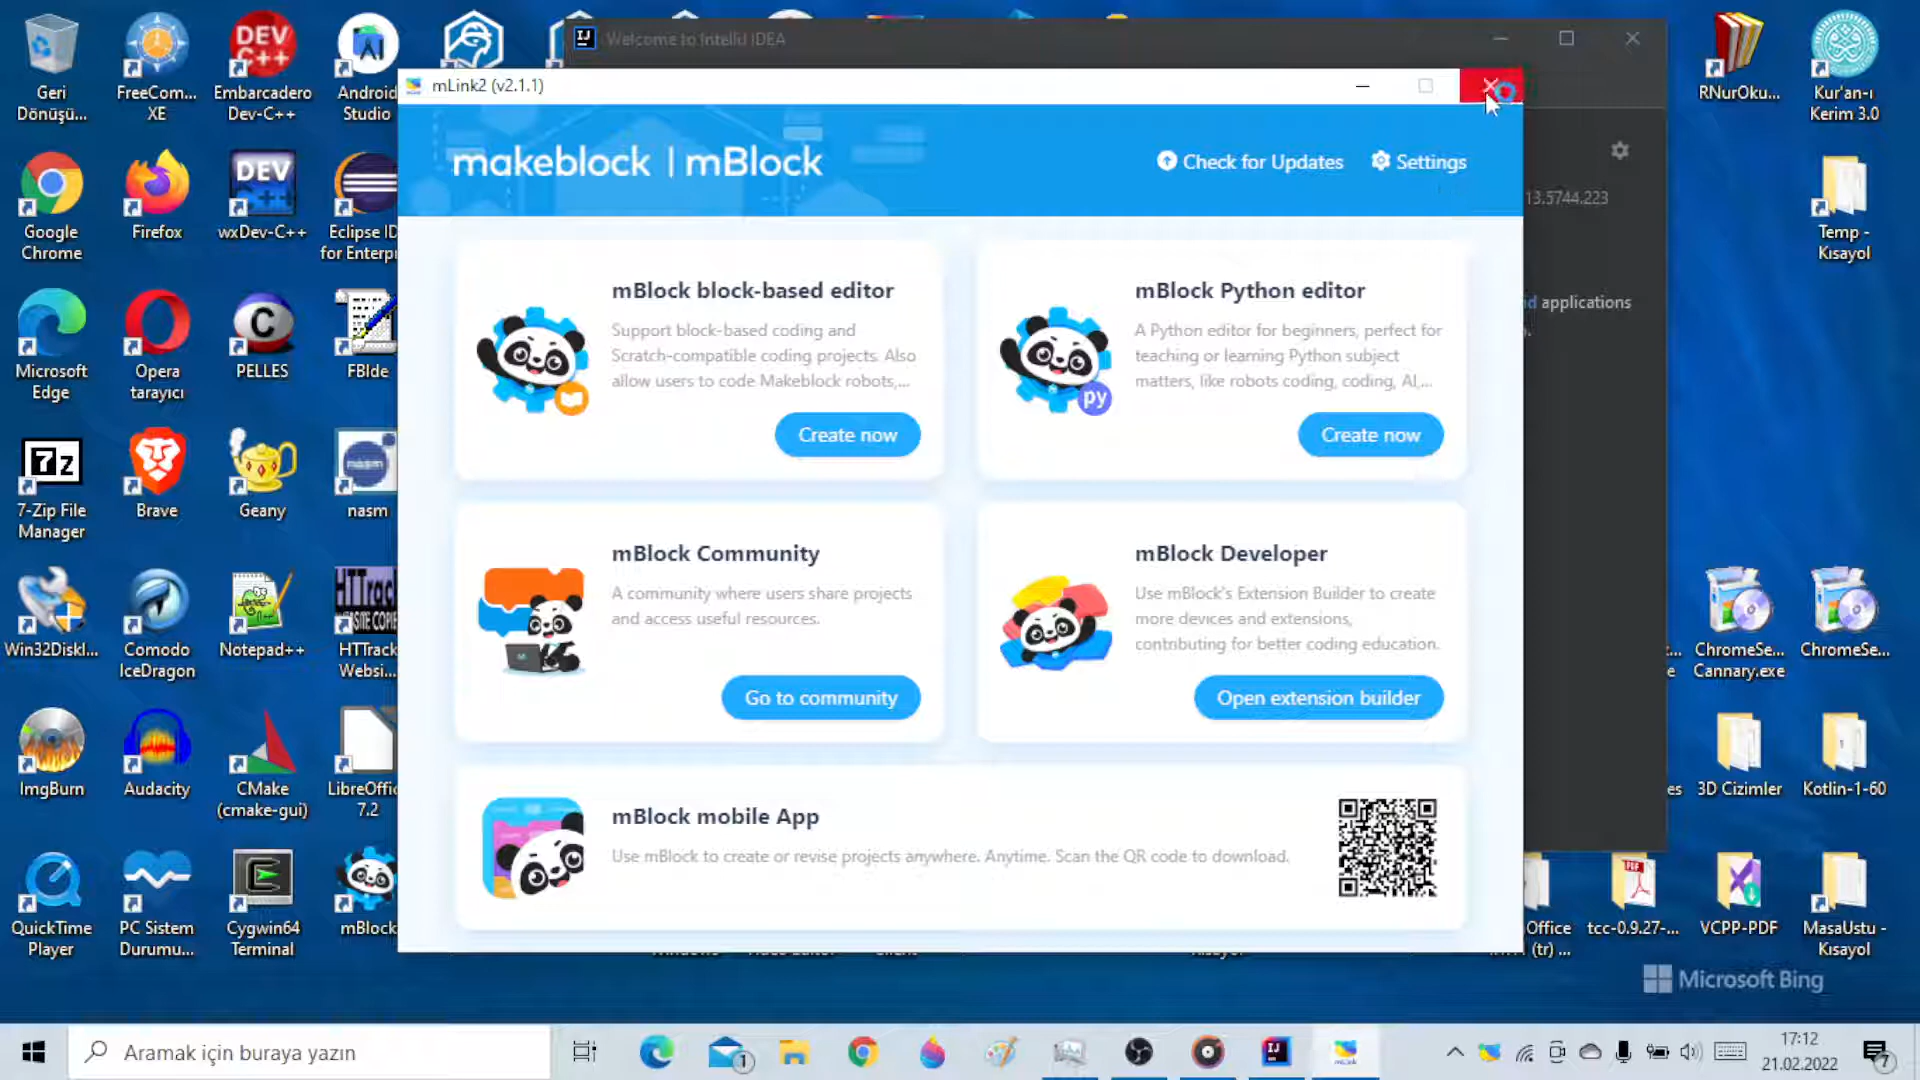 Geri
Dönüşü...
FreeCom...
XE
Embarcadero
Dev-C++
Android
Studio
Welcome to IntelliJ IDEA
RNurOku...
Kur'an-ı
Kerim 3.0
mLink2 (v2.1.1)
makeblock | mBlock
Check for Updates
Settings
13.5744.223
applications
Google
Chrome
Firefox
wxDev-C++
Eclipse ID
for Enterpr
Temp -
Kısayol
mBlock block-based editor
Support block-based coding and
Scratch-compatible coding projects. Also
allow users to code Makeblock robots,...
Create now
mBlock Python editor
A Python editor for beginners, perfect for
teaching or learning Python subject
matters, like robots coding, coding, AI,...
py
Create now
Microsoft
Edge
Opera
tarayıcı
PELLES
FBIde
7-Zip File
Manager
Brave
Geany
nasm
mBlock Community
A community where users share projects
and access useful resources.
Go to community
mBlock Developer
Use mBlock's Extension Builder to create
more devices and extensions,
contributing for better coding education.
Open extension builder
Win32DiskI...
Comodo
IceDragon
Notepad++
HTTrack
Websi...
ChromeSe...
Cannary.exe
ChromeSe...
ImgBurn
Audacity
CMake
(cmake-gui)
LibreOffi
7.2
3D Cizimler
Kotlin-1-60
mBlock mobile App
Use mBlock to create or revise projects anywhere. Anytime. Scan the QR code to download.
QuickTime
Player
PC Sistem
Durumu...
Cygwin64
Terminal
mBlock
Office
(tr) ...
tcc-0.9.27-...
VCPP-PDF
MasaUstu -
Kısayol
Microsoft Bing
Aramak için buraya yazın
17:12
21.02.2022